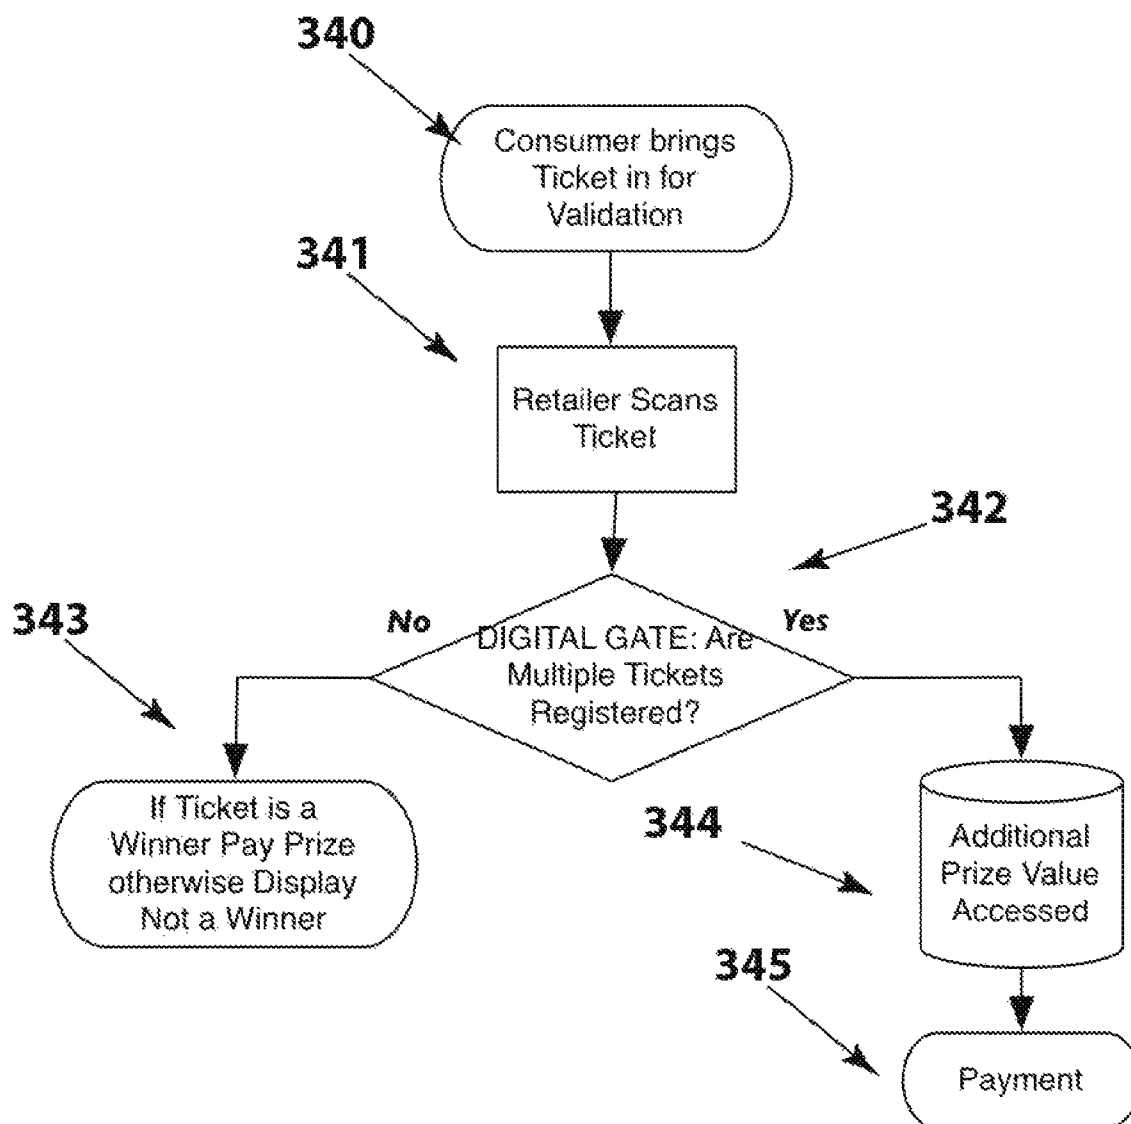 340
Consumer brings
Ticket in for
Validation
341
Retailer Scans
Ticket
342
343
No
Yes
DIGITAL GATE: Are
Multiple Tickets
Registered?
If Ticket is a
Winner Pay Prize
otherwise Display
Not a Winner
344
Additional
Prize Value
Accessed
345
Payment